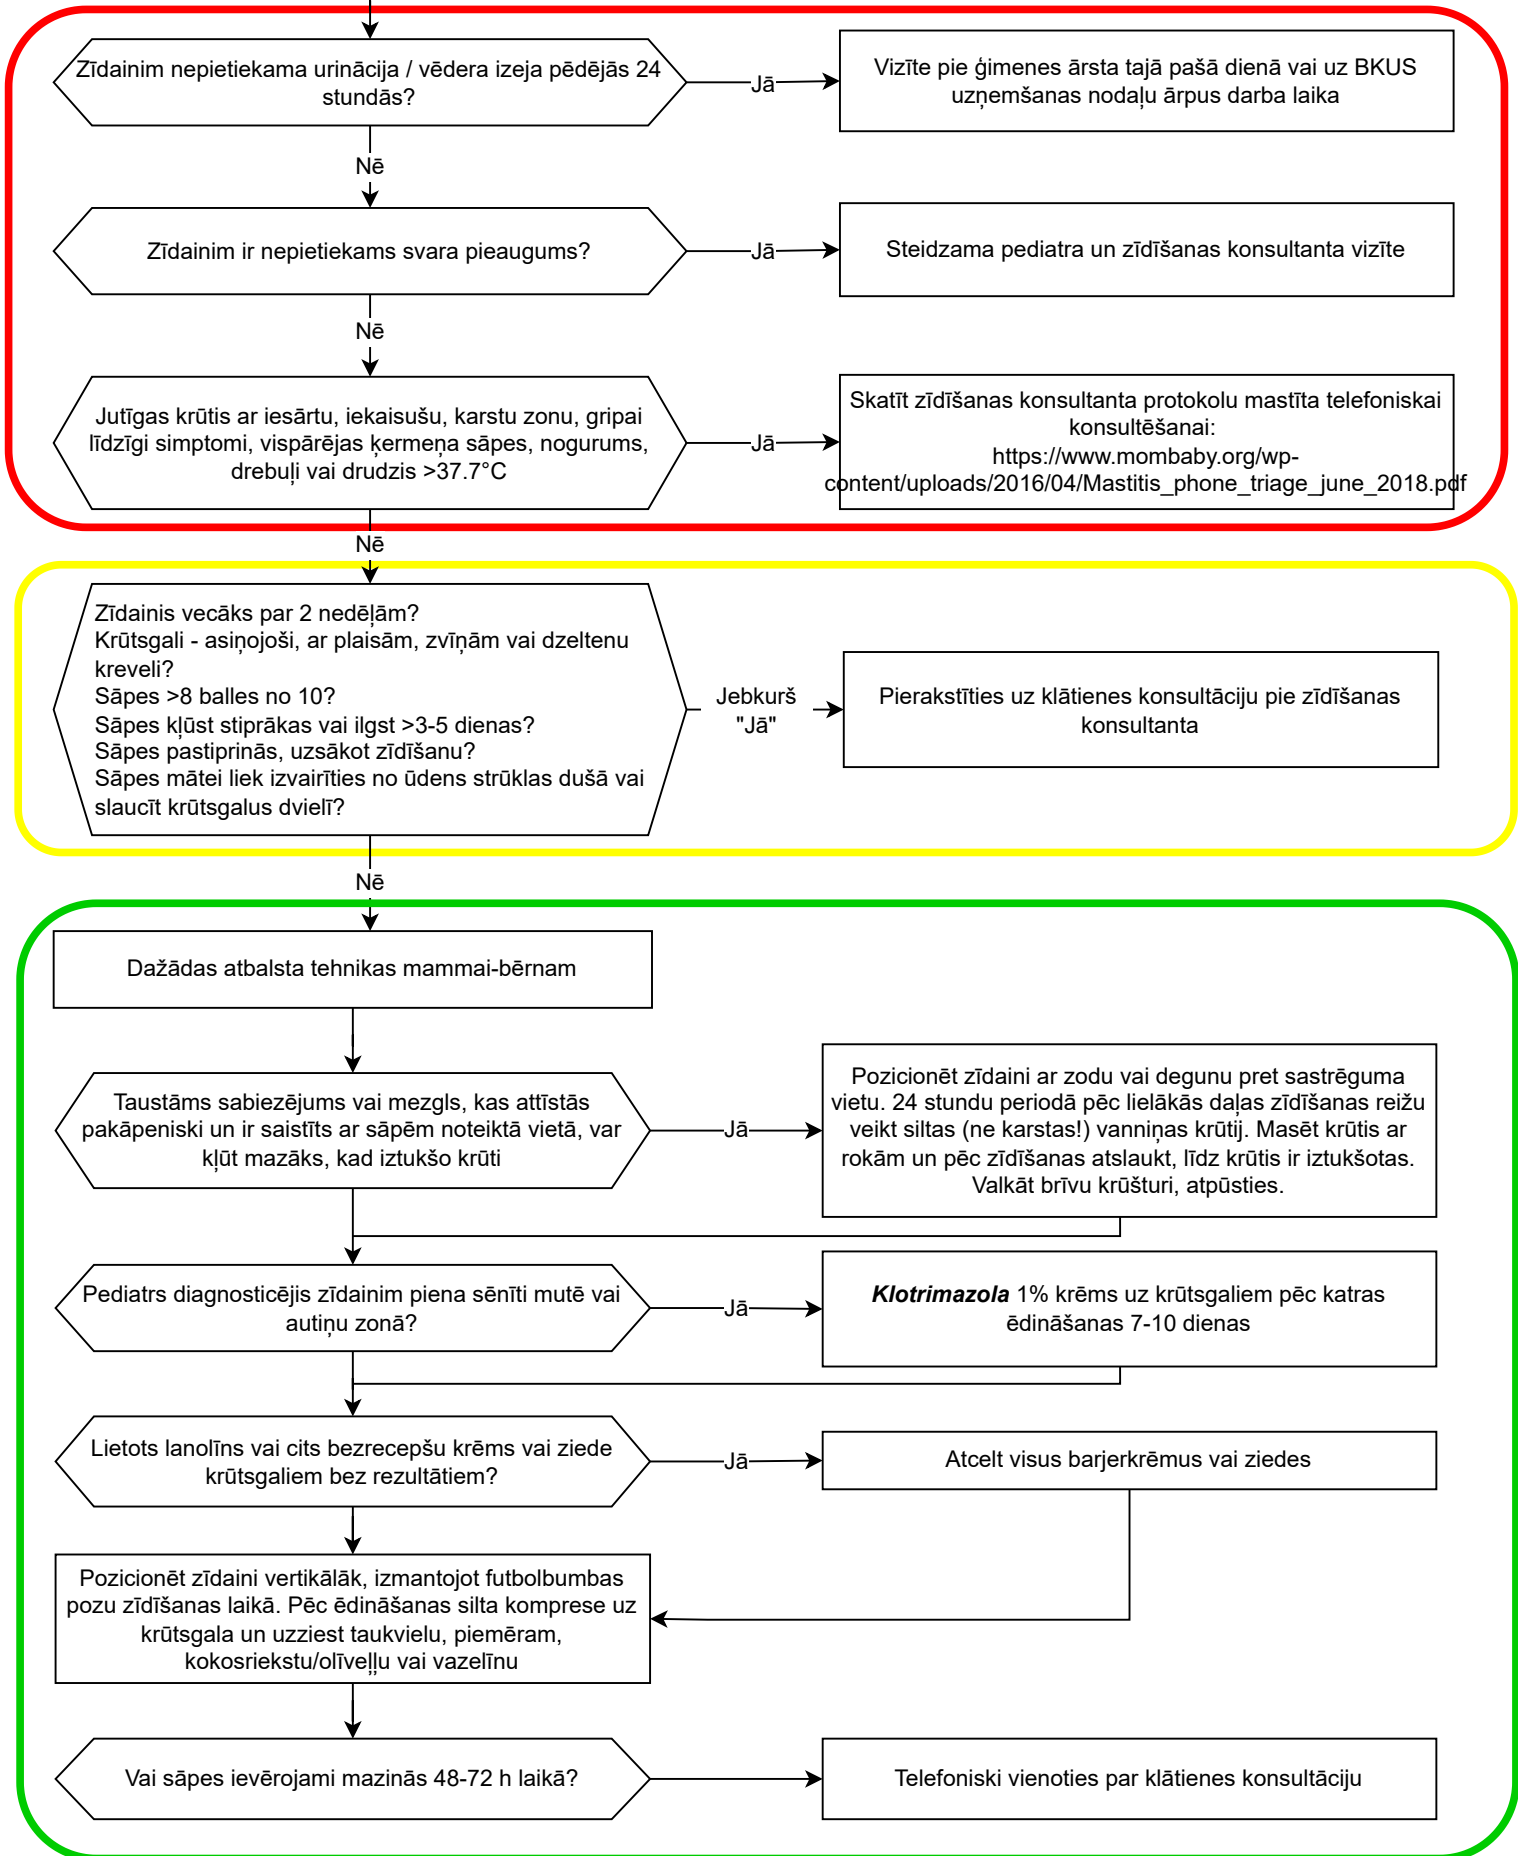 Zīdainim nepietiekama urinācija / vēdera izeja pēdējās 24
stundās?
Jā
Vizīte pie ģimenes ārsta tajā pašā dienā vai uz BKUS
uzņemšanas nodaļu ārpus darba laika
Nē
Zīdainim ir nepietiekams svara pieaugums?
Jā
Steidzama pediatra un zīdīšanas konsultanta vizīte
Nē
Jutīgas krūtis ar iesārtu, iekaisušu, karstu zonu, gripai
līdzīgi simptomi, vispārējas ķermeņa sāpes, nogurums,
drebuļi vai drudzis >37.7°C
Jā
Skatīt zīdīšanas konsultanta protokolu mastīta telefoniskai
konsultēšanai:
https://www.mombaby.org/wp-
content/uploads/2016/04/Mastitis_phone_triage_june_2018.pdf
Nē
Zīdainis vecāks par 2 nedēļām?
Krūtsgali - asiņojoši, ar plaisām, zvīņām vai dzeltenu
kreveli?
Sāpes >8 balles no 10?
Sāpes kļūst stiprākas vai ilgst >3-5 dienas?
Sāpes pastiprinās, uzsākot zīdīšanu?
Sāpes mātei liek izvairīties no ūdens strūklas dušā vai
slaucīt krūtsgalus dvielī?
Jebkurš
"Jā"
Pierakstīties uz klātienes konsultāciju pie zīdīšanas
konsultanta
Nē
Dažādas atbalsta tehnikas mammai-bērnam
Taustāms sabiezējums vai mezgls, kas attīstās
pakāpeniski un ir saistīts ar sāpēm noteiktā vietā, var
kļūt mazāks, kad iztukšo krūti
Jā
Pozicionēt zīdaini ar zodu vai degunu pret sastrēguma
vietu. 24 stundu periodā pēc lielākās daļas zīdīšanas reižu
veikt siltas (ne karstas!) vanniņas krūtij. Masēt krūtis ar
rokām un pēc zīdīšanas atslaukt, līdz krūtis ir iztukšotas.
Valkāt brīvu krūšturi, atpūsties.
Pediatrs diagnosticējis zīdainim piena sēnīti mutē vai
autiņu zonā?
Jā
Klotrimazola 1% krēms uz krūtsgaliem pēc katras
ēdināšanas 7-10 dienas
Lietots lanolīns vai cits bezrecepšu krēms vai ziede
krūtsgaliem bez rezultātiem?
Jā
Atcelt visus barjerkrēmus vai ziedes
Pozicionēt zīdaini vertikālāk, izmantojot futbolbumbas
pozu zīdīšanas laikā. Pēc ēdināšanas silta komprese uz
krūtsgala un uzziest taukvielu, piemēram,
kokosriekstu/olīveļļu vai vazelīnu
Vai sāpes ievērojami mazinās 48-72 h laikā?
Telefoniski vienoties par klātienes konsultāciju